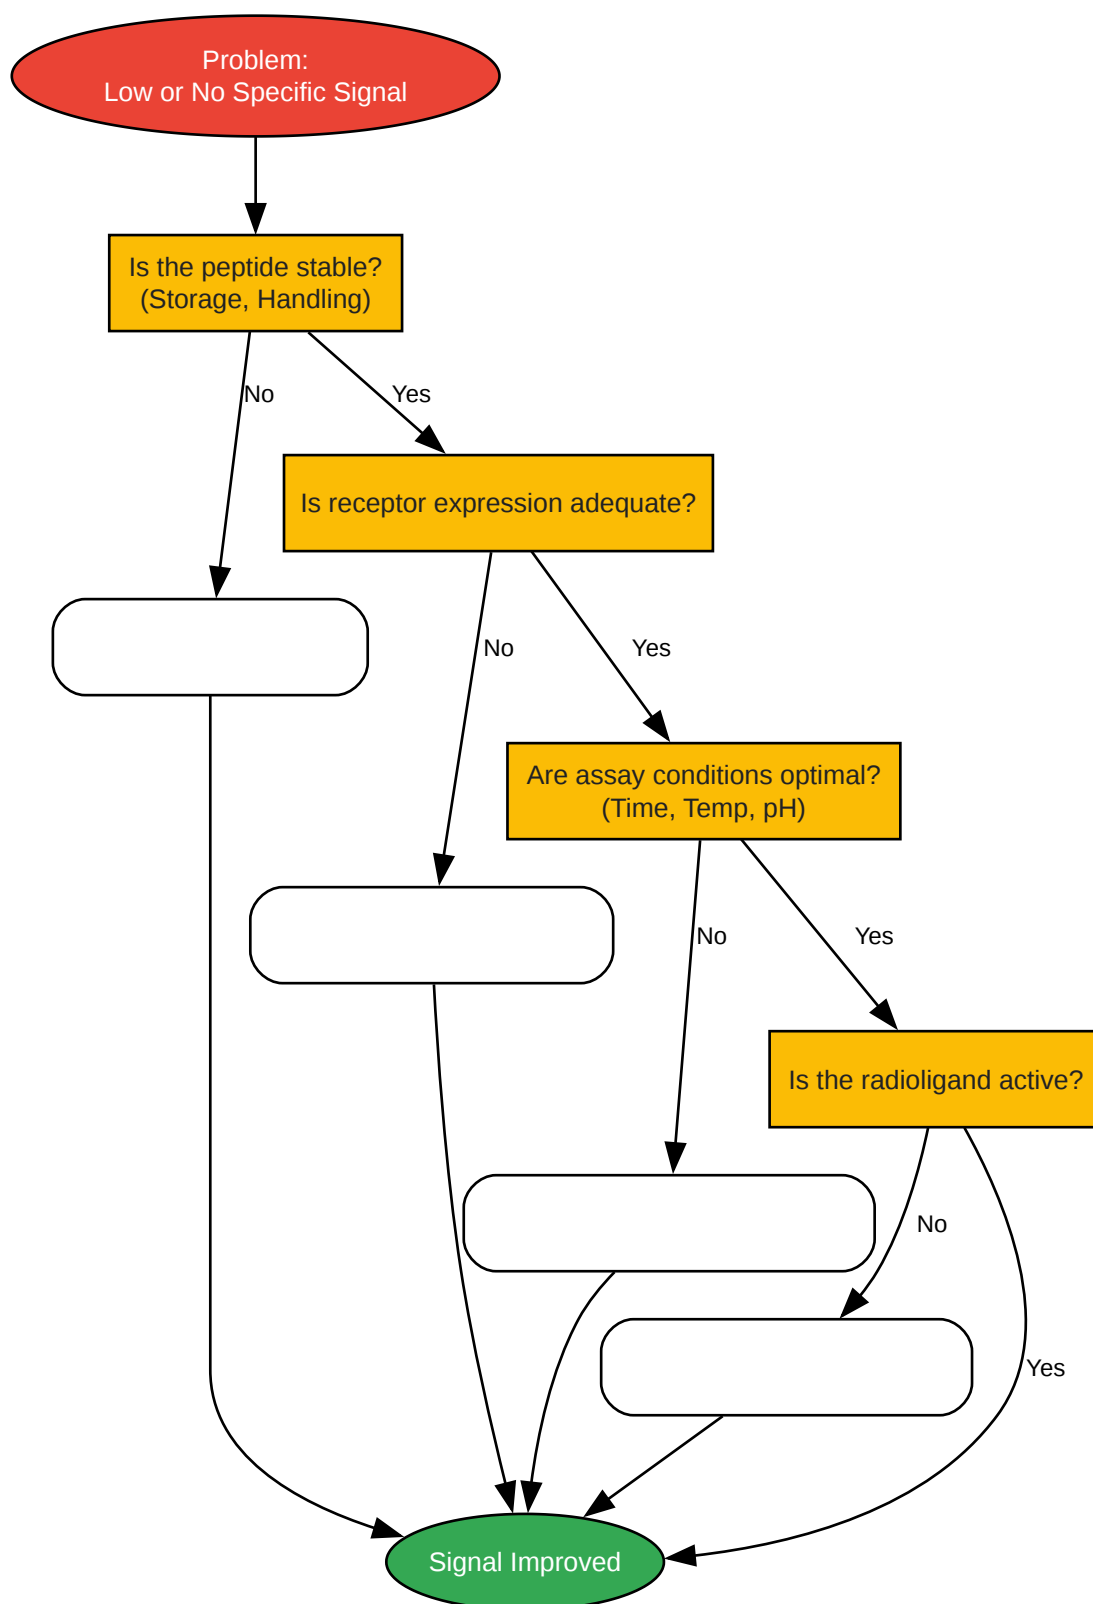 Problem:
Low or No Specific Signal
Is the peptide stable?
(Storage, Handling)
No
Yes
Is receptor expression adequate?
No
Yes
Are assay conditions optimal?
(Time, Temp, pH)
No
Yes
Is the radioligand active?
No
Yes
Signal Improved